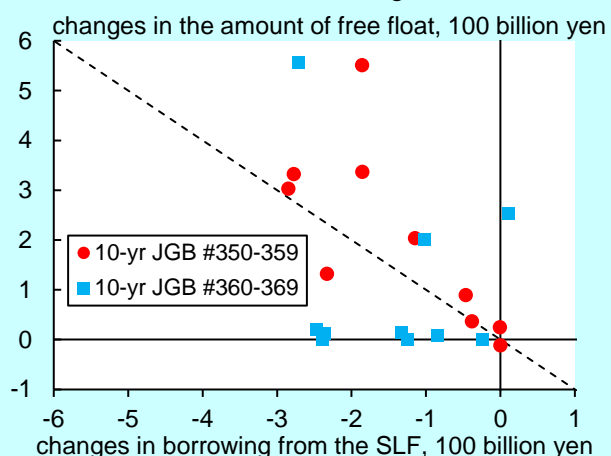 changes in the amount of free float, 100 billion yen
6
5
4
3
2
1
0
-1
10-yr JGB #350-359
10-yr JGB #360-369
-6 -5 -4 -3 -2 -1 0 1
changes in borrowing from the SLF, 100 billion yen